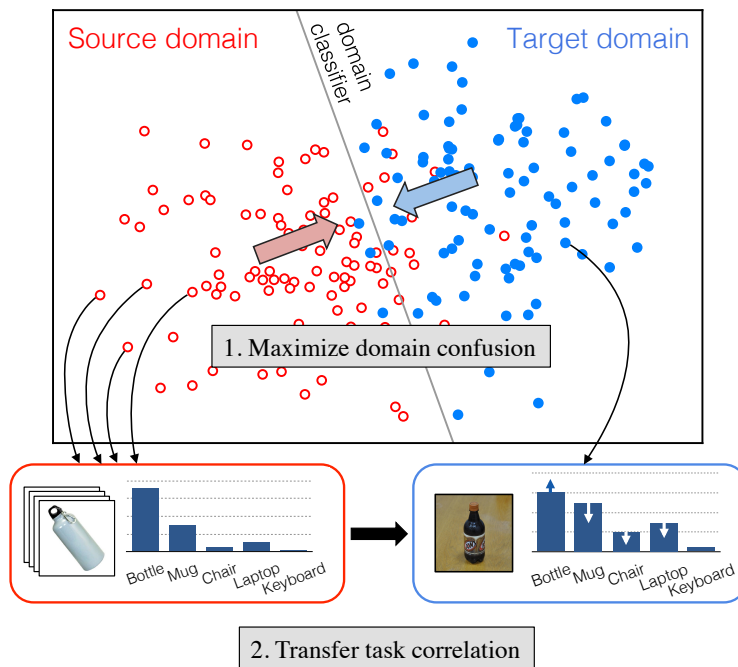 Source domain
domain
classifier
Target domain
1. Maximize domain confusion
Bottle
Mug
Chair
Laptop
Keyboard
Bottle
Mug
Chair
Laptop
Keyboard
2. Transfer task correlation